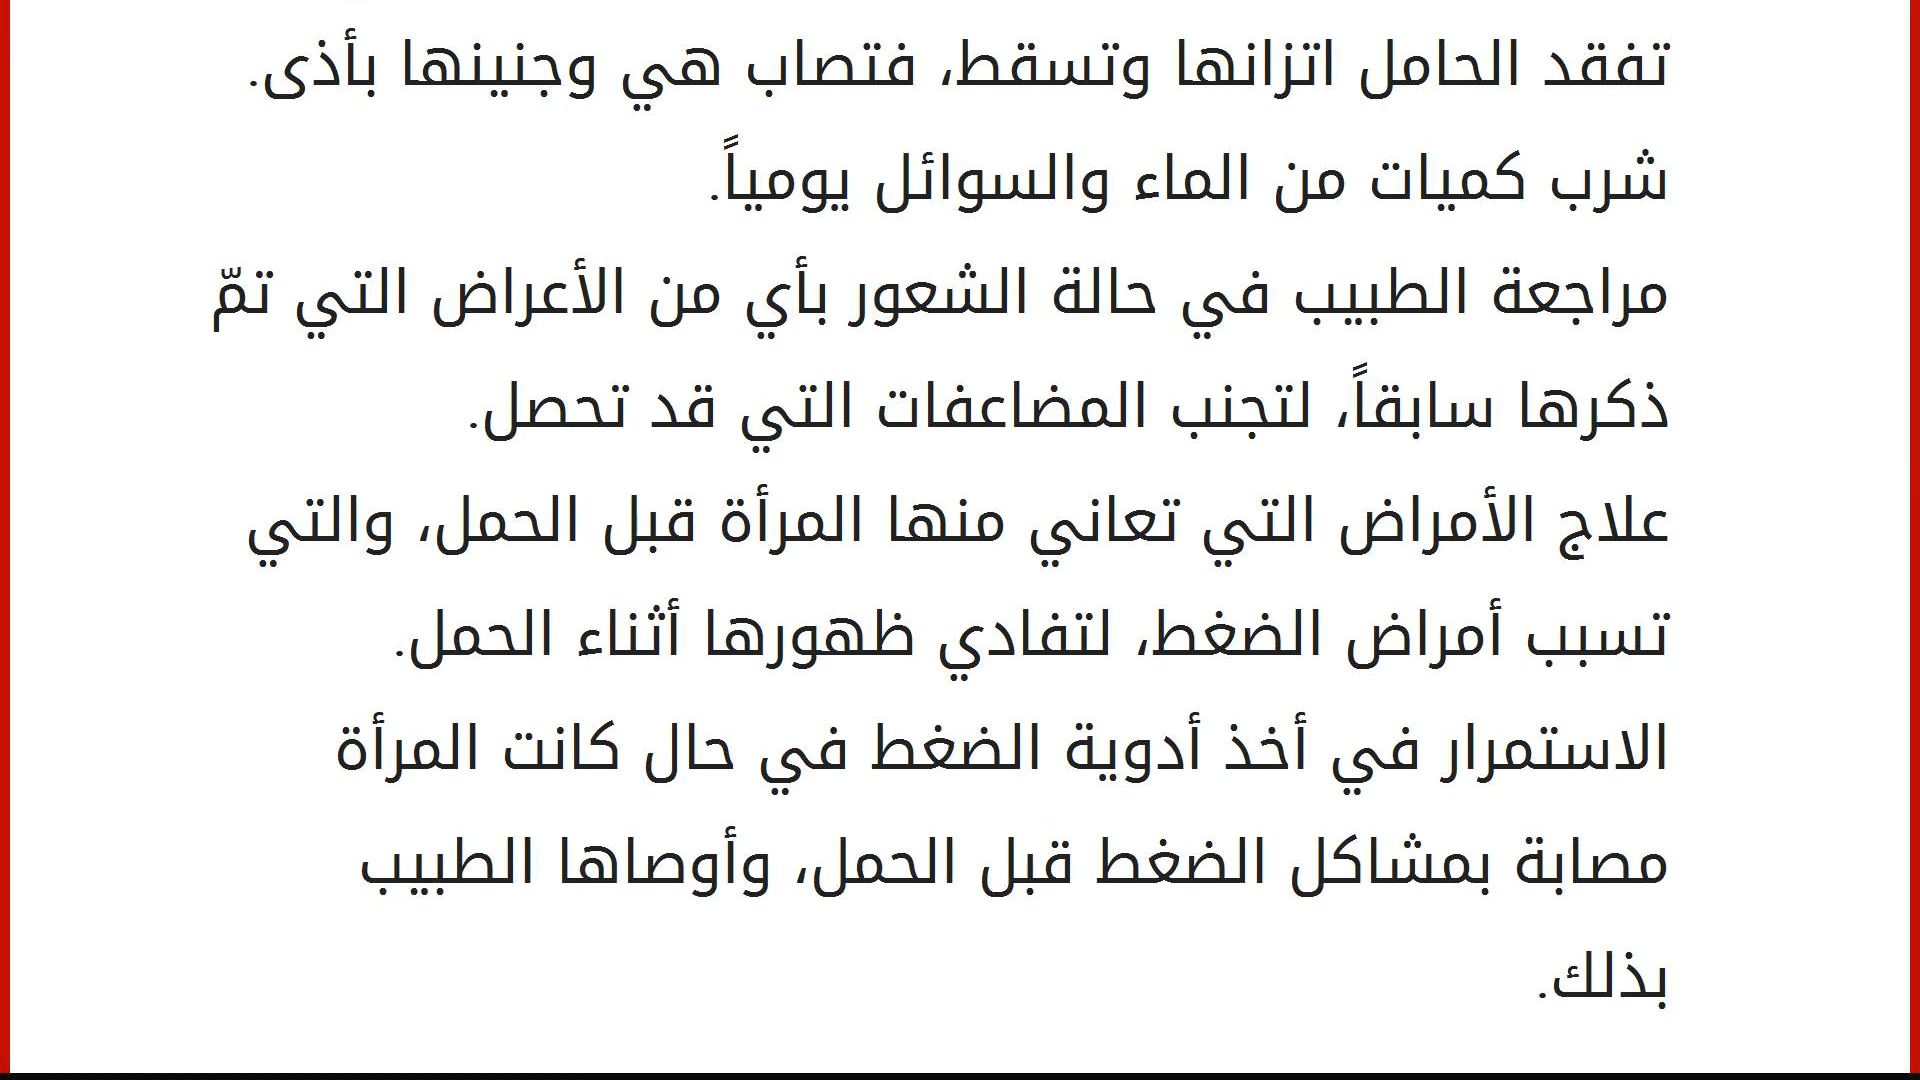 تفقد الحامل اتزانها وتسقط، فتصاب هي وجنينها بأذى.
شرب كميات من الماء والسوائل يومياً.
مراجعة الطبيب في حالة الشعور بأي من الأعراض التي تمّ
ذكرها سابقاً، لتجنب المضاعفات التي قد تحصل.
علاج الأمراض التي تعاني منها المرأة قبل الحمل، والتي
تسبب أمراض الضغط، لتفادي ظهورها أثناء الحمل.
الاستمرار في أخذ أدوية الضغط في حال كانت المرأة
مصابة بمشاكل الضغط قبل الحمل، وأوصاها الطبيب
بذلك.